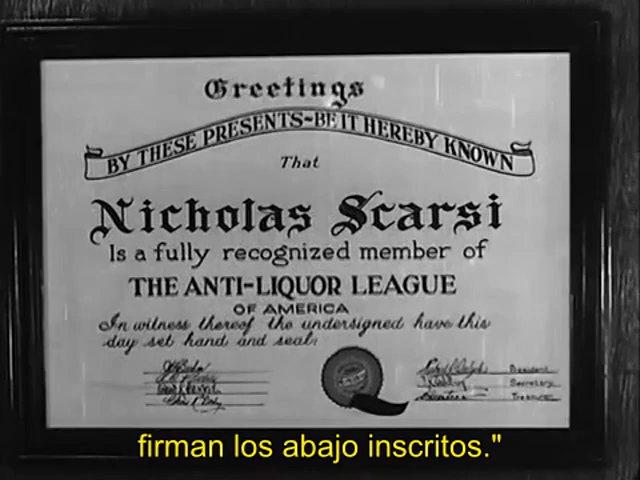 Greetings
BY THESE PRESENTS-BE IT HEREBY KNOWN
That
Nicholas Scarsi
Is a fully recognized member of
THE ANTI-LIQUOR LEAGUE
OF AMERICA
In witness thereof the undersigned have this
day set hand and seal:
President
Secretary
Treasurer
firman los abajo inscritos."